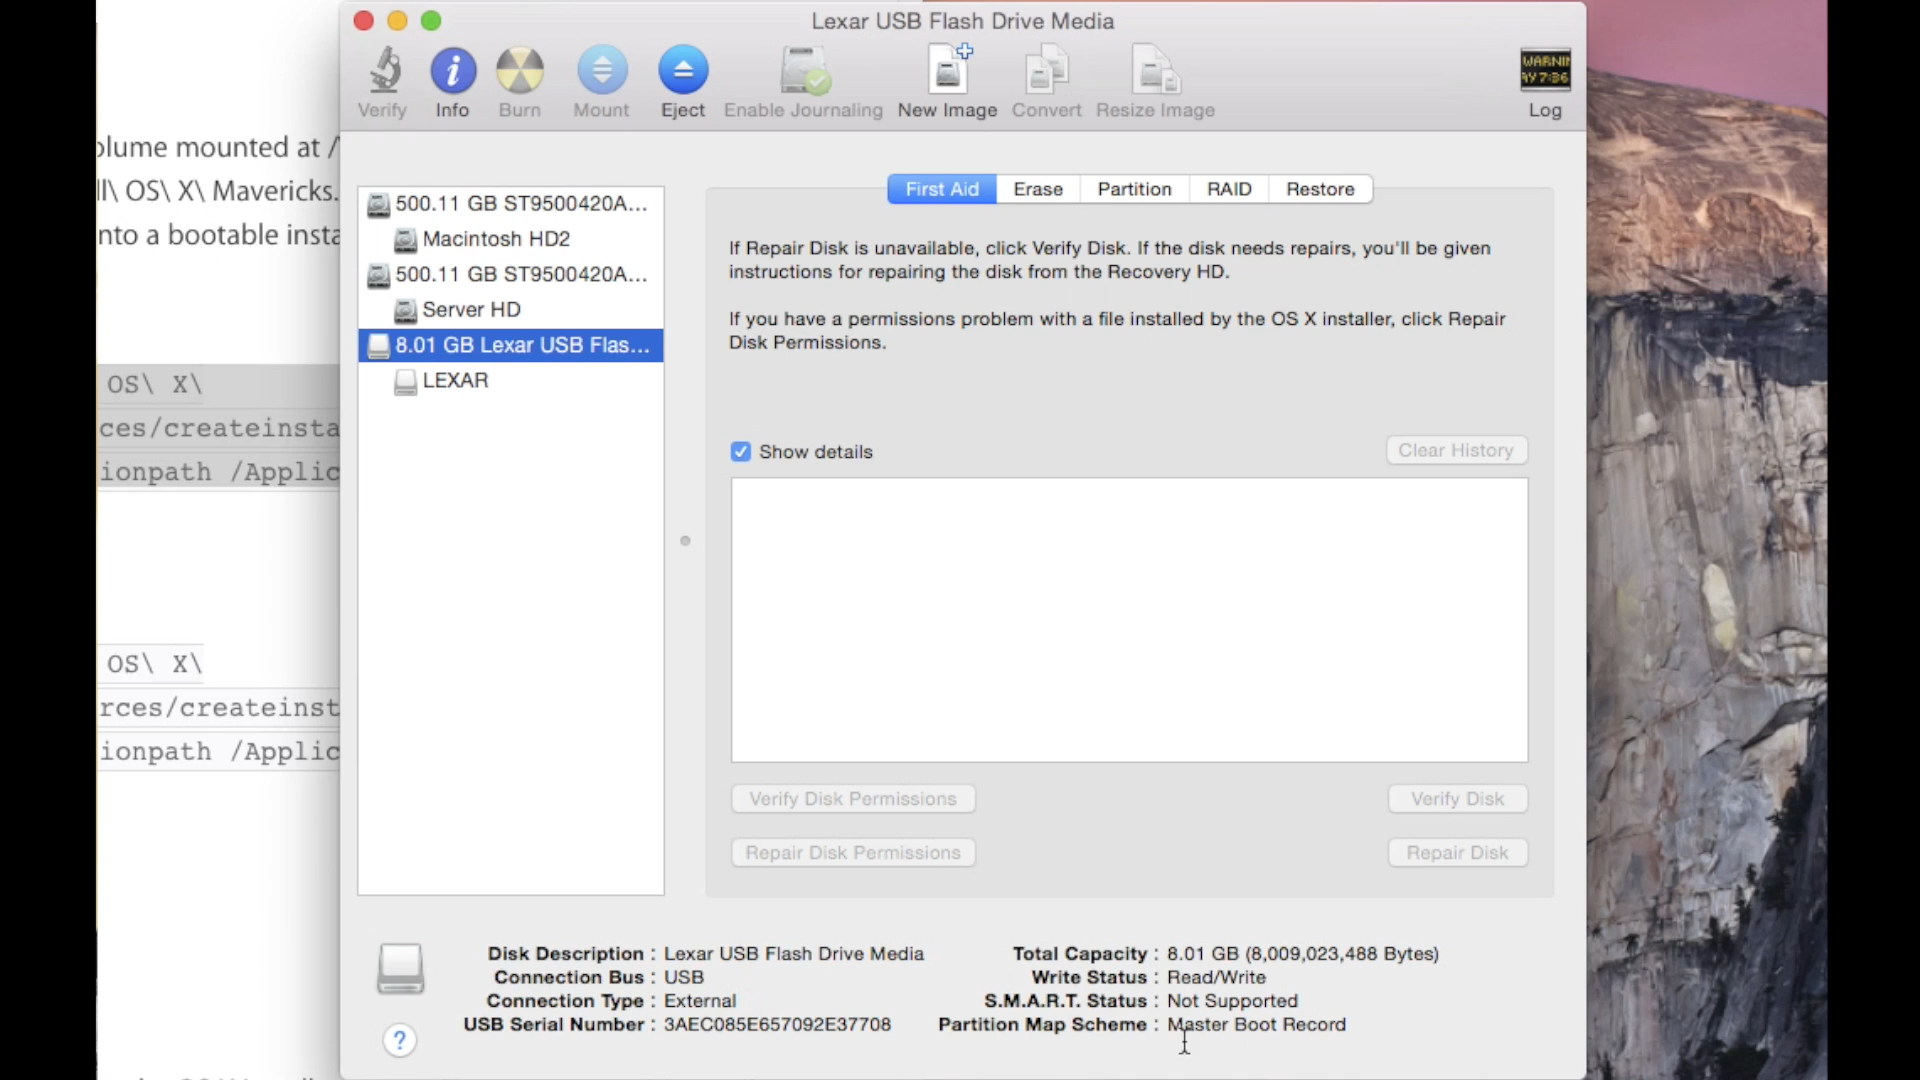 Lexar USB Flash Drive Media
Verify
Info
Burn
Mount
Eject
Enable Journaling
New Image
Convert
Resize Image
WARNIN
AY 7:36
Log
olume mounted at /
ll\ OS\ X\ Mavericks.
nto a bootable insta
OS\ X\
ces/createinsta
ionpath /Applic
OS\ X\
rces/createinst
ionpath /Applic
500.11 GB ST9500420A...
Macintosh HD2
500.11 GB ST9500420A...
Server HD
8.01 GB Lexar USB Flas...
LEXAR
First Aid
Erase
Partition
RAID
Restore
If Repair Disk is unavailable, click Verify Disk. If the disk needs repairs, you'll be given
instructions for repairing the disk from the Recovery HD.
If you have a permissions problem with a file installed by the OS X installer, click Repair
Disk Permissions.
Show details
Clear History
Verify Disk Permissions
Verify Disk
Repair Disk Permissions
Repair Disk
Disk Description : Lexar USB Flash Drive Media
Connection Bus : USB
Connection Type : External
USB Serial Number : 3AEC085E657092E37708
Total Capacity : 8.01 GB (8,009,023,488 Bytes)
Write Status : Read/Write
S.M.A.R.T. Status : Not Supported
Partition Map Scheme : Master Boot Record
?